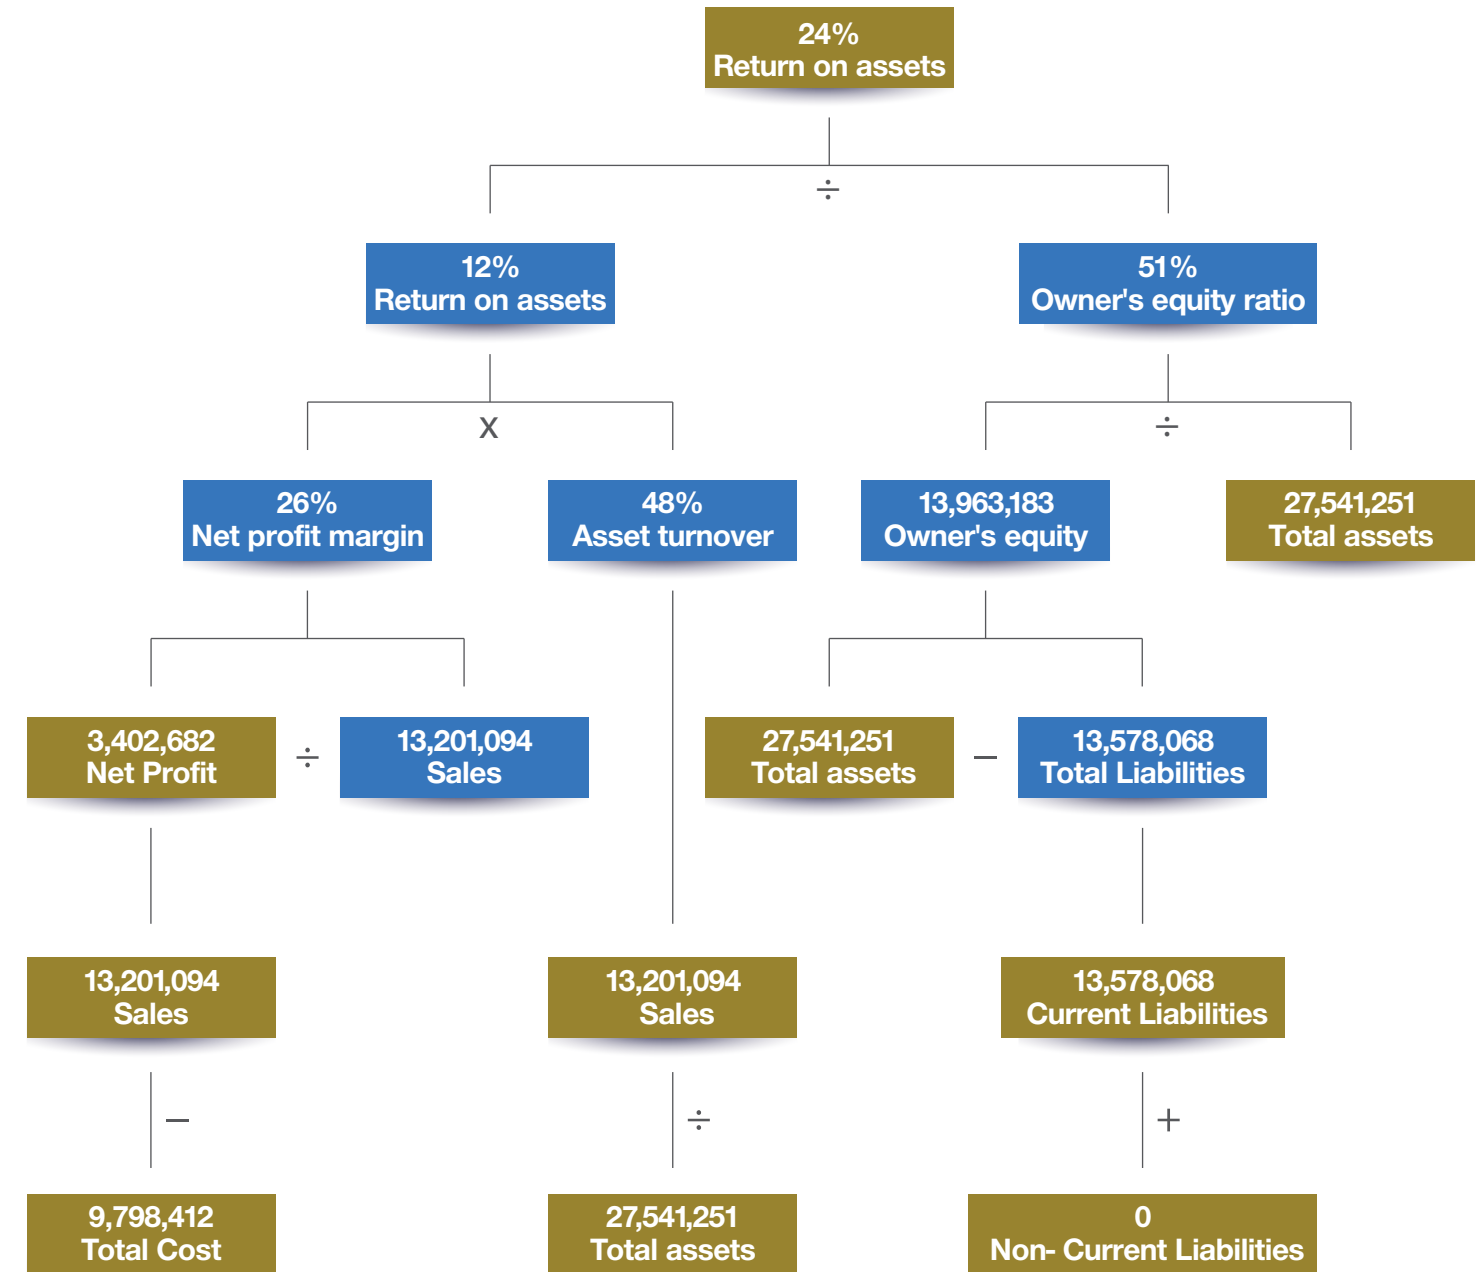 24%
Return on assets
÷
12%
Return on assets
51%
Owner's equity ratio
x
÷
26%
Net profit margin
48%
Asset turnover
13,963,183
Owner's equity
27,541,251
Total assets
3,402,682
Net Profit
÷
13,201,094
Sales
27,541,251
Total assets
−
13,578,068
Total Liabilities
13,201,094
Sales
13,201,094
Sales
13,578,068
Current Liabilities
−
÷
+
9,798,412
Total Cost
27,541,251
Total assets
0
Non- Current Liabilities